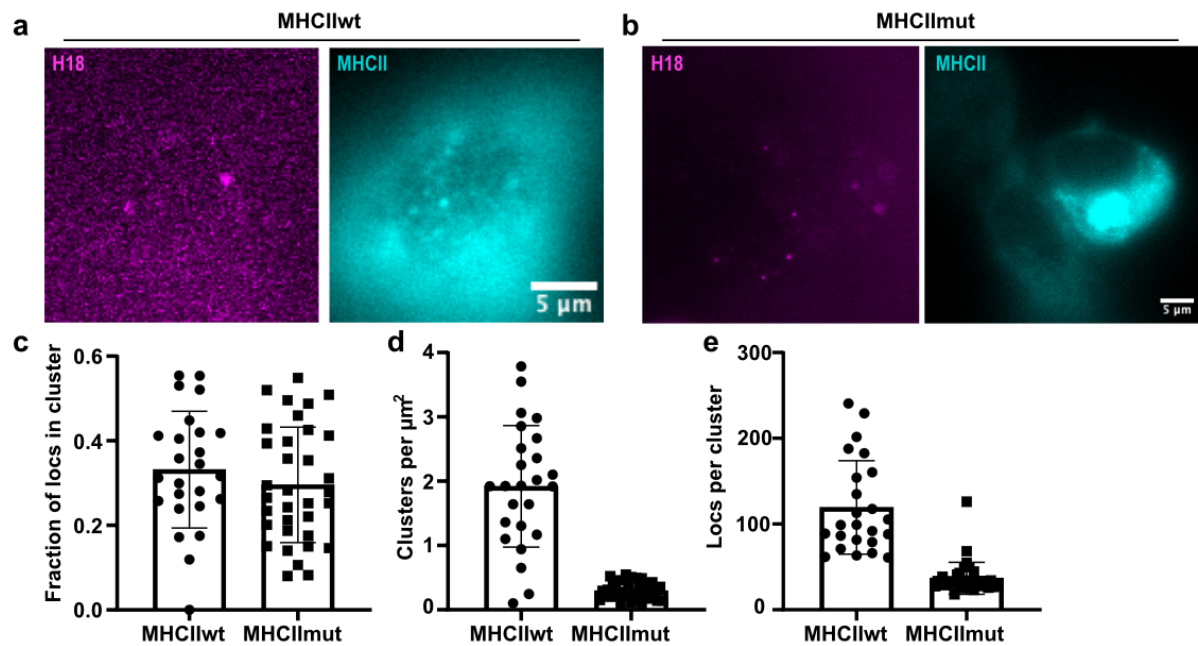 MHCIIwt
MHCIImut
a
b
H18
MHCII
5 µm
H18
MHCII
5 µm
c
Fraction of locs in cluster
0.6
0.4
0.2
0.0
MHCIIwt
MHCIImut
d
Clusters per µm²
4
3
2
1
0
MHCIIwt
MHCIImut
e
Locs per cluster
300
200
100
0
MHCIIwt
MHCIImut